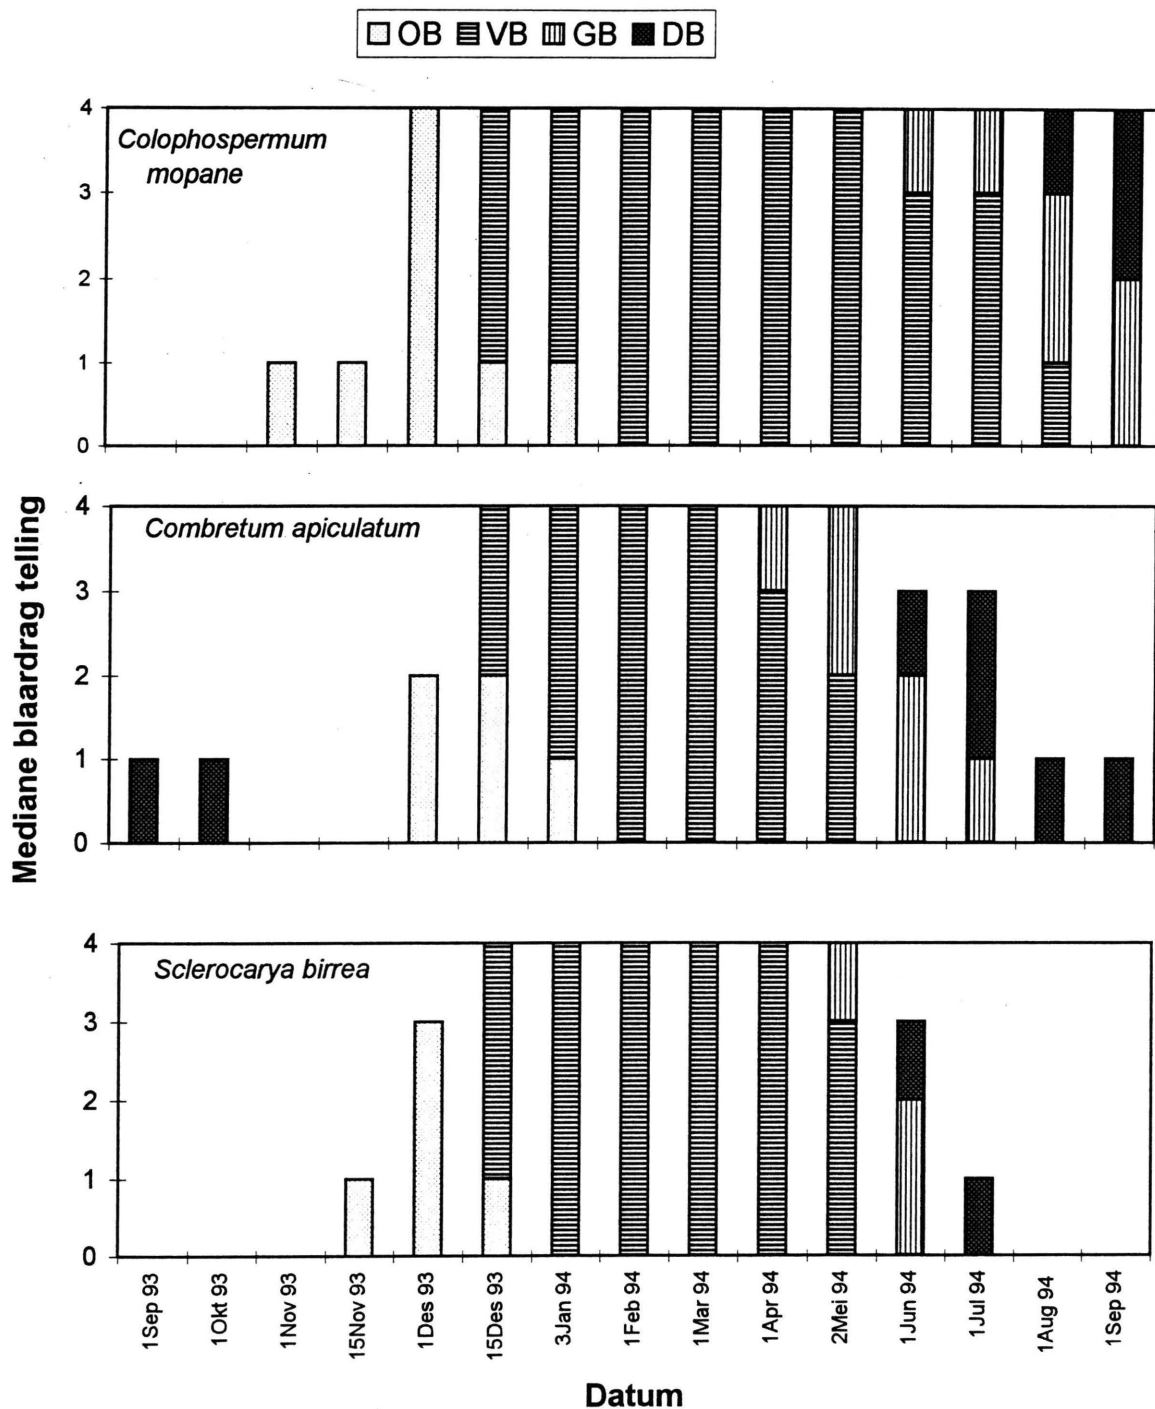 OB VB GB DB
4
Colophospermum
mopane
3
2
1
0
4
Combretum apiculatum
3
2
1
0
Mediane blaardrag telling
4
Sclerocarya birrea
3
2
1
0
1Sep 93
1Okt 93
1Nov 93
15Nov 93
1Des 93
15Des 93
3Jan 94
1Feb 94
1Mar 94
1Apr 94
2Mei 94
1Jun 94
1Jul 94
1Aug 94
1Sep 94
Datum